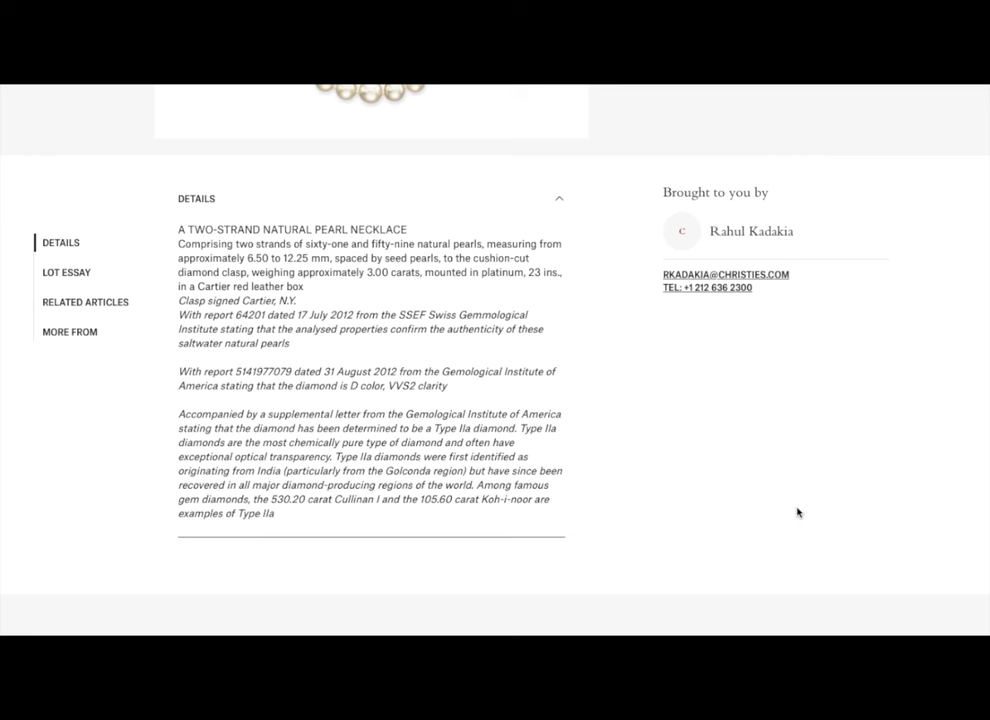 DETAILS
A TWO-STRAND NATURAL PEARL NECKLACE
Comprising two strands of sixty-one and fifty-nine natural pearls, measuring from
approximately 6.50 to 12.25 mm, spaced by seed pearls, to the cushion-cut
diamond clasp, weighing approximately 3.00 carats, mounted in platinum, 23 ins.,
in a Cartier red leather box
Clasp signed Cartier, N.Y.
With report 64201 dated 17 July 2012 from the SSEF Swiss Gemmological
Institute stating that the analysed properties confirm the authenticity of these
saltwater natural pearls
With report 5141977079 dated 31 August 2012 from the Gemological Institute of
America stating that the diamond is D color, VVS2 clarity
Accompanied by a supplemental letter from the Gemological Institute of America
stating that the diamond has been determined to be a Type IIa diamond. Type IIa
diamonds are the most chemically pure type of diamond and often have
exceptional optical transparency. Type IIa diamonds were first identified as
originating from India (particularly from the Golconda region) but have since been
recovered in all major diamond-producing regions of the world. Among famous
gem diamonds, the 530.20 carat Cullinan I and the 105.60 carat Koh-i-noor are
examples of Type IIa
DETAILS
LOT ESSAY
RELATED ARTICLES
MORE FROM
Brought to you by
C
Rahul Kadakia
RKADAKIA@CHRISTIES.COM
TEL: +1 212 636 2300